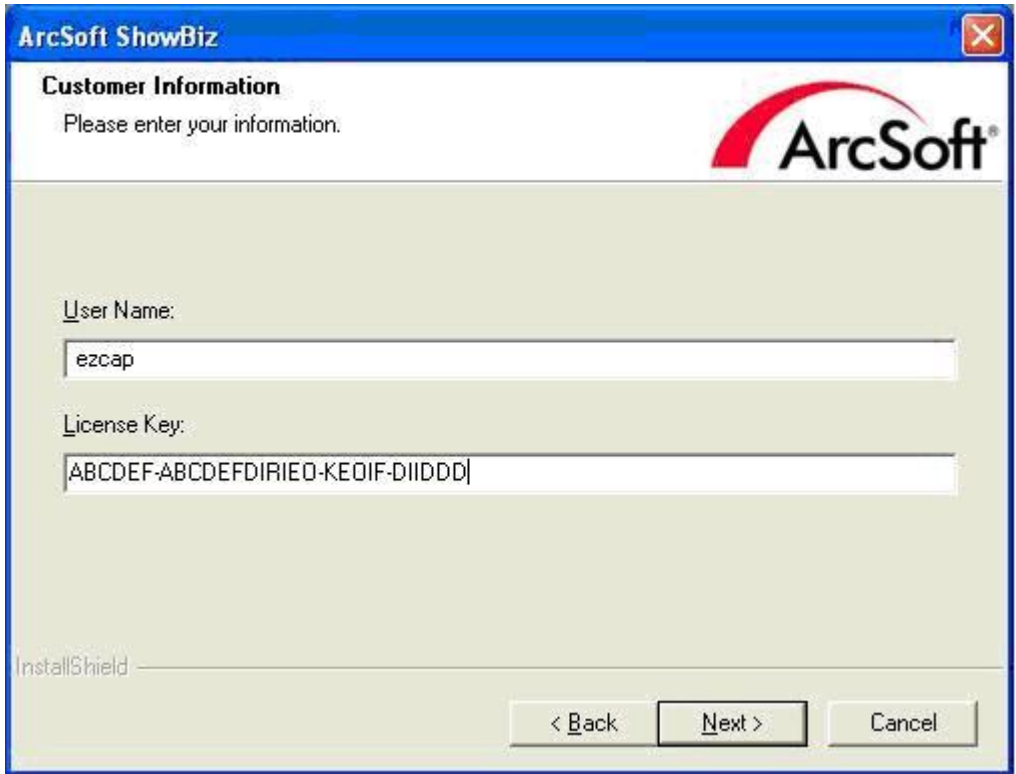 ArcSoft ShowBiz
Customer Information
Please enter your information.
ArcSoft®
User Name:
ezcap
License Key:
ABCDEF-ABCDEFDIRIEO-KEOIF-DIIDDD
InstallShield
< Back
Next >
Cancel